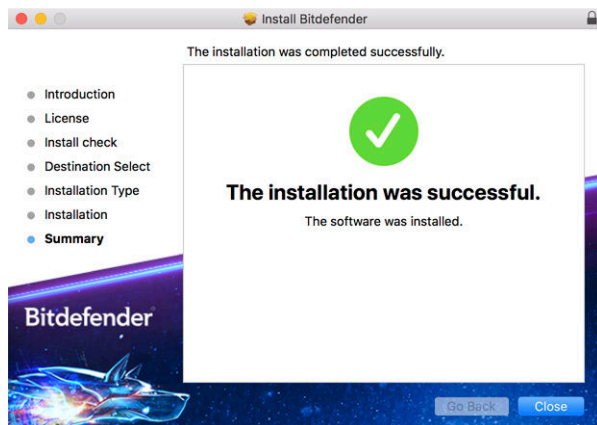 Install Bitdefender
The installation was completed successfully.
Introduction
License
Install check
Destination Select
Installation Type
Installation
Summary
The installation was successful.
The software was installed.
Bitdefender
Go Back
Close